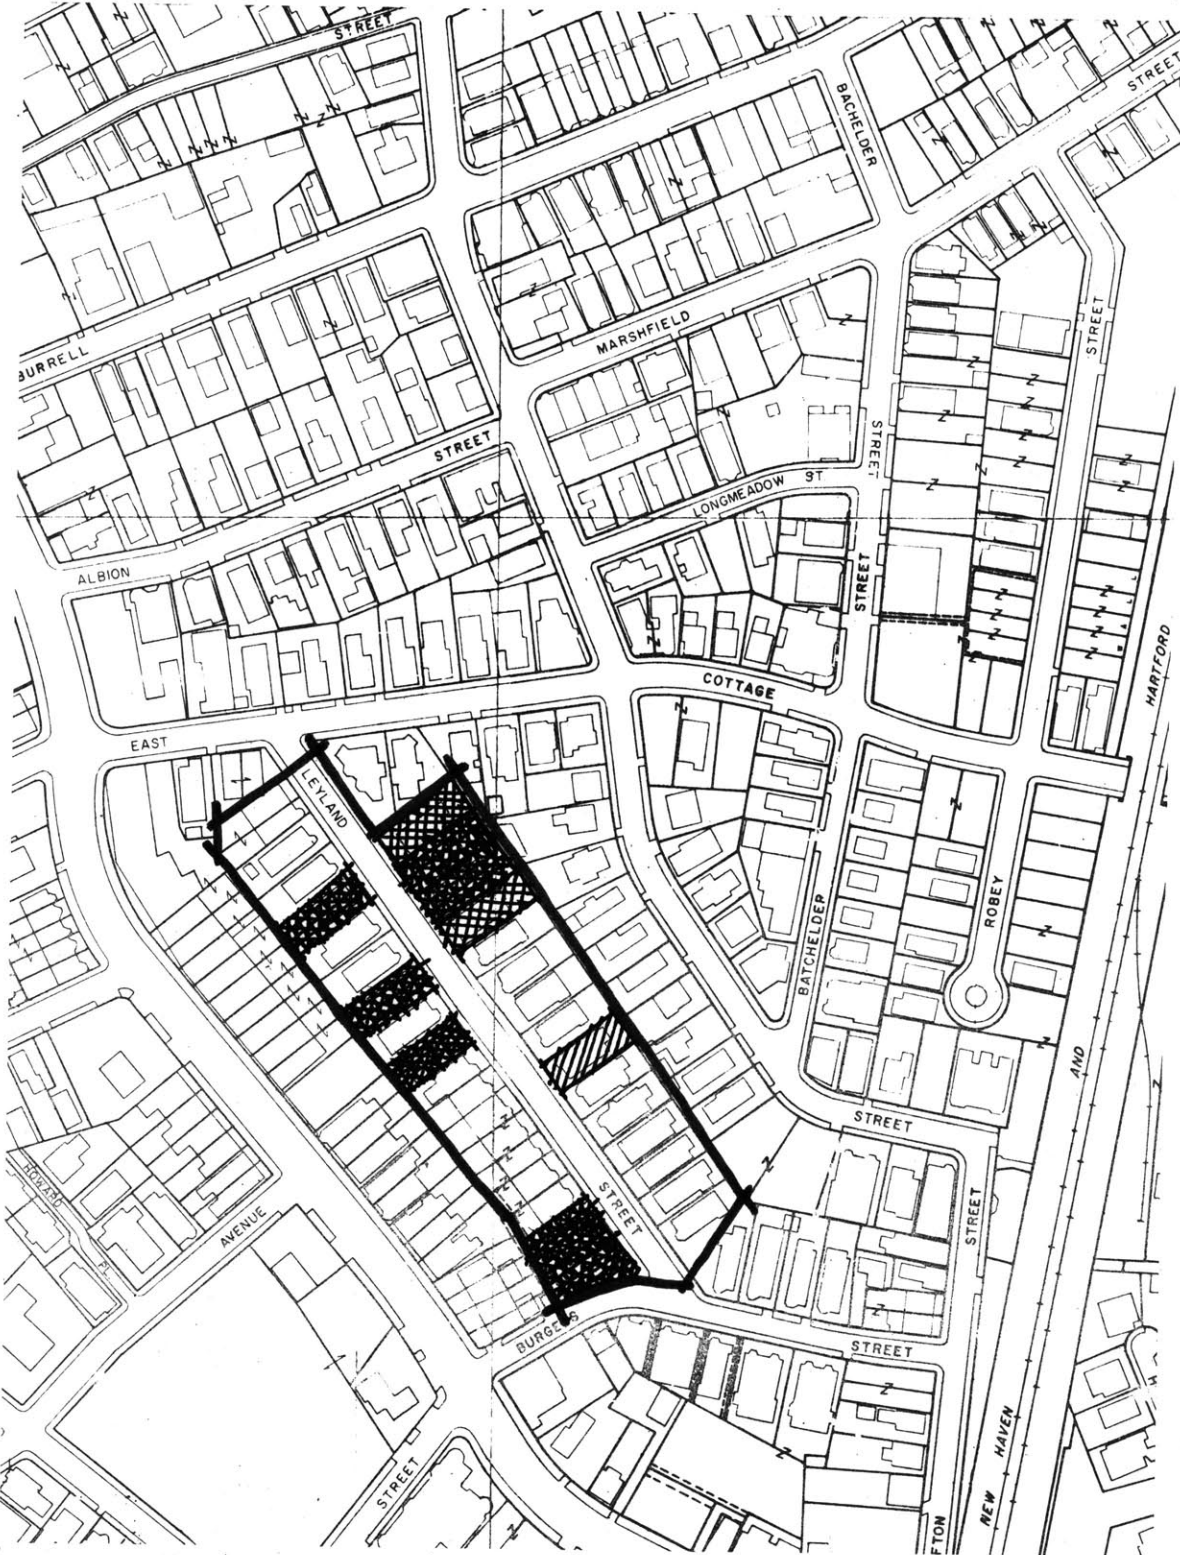 STREET
BACHELDER
STREET
BURRELL
MARSHFIELD
STREET
STREET
STREET
LONGMEADOW ST
ALBION
STREET
HARTFORD
COTTAGE
EAST
LEYLAND
ROBEY
BATCHELDER
AND
STREET
HOWARD
PL
AVENUE
STREET
STREET
BURGESS
STREET
NEW HAVEN
STREET